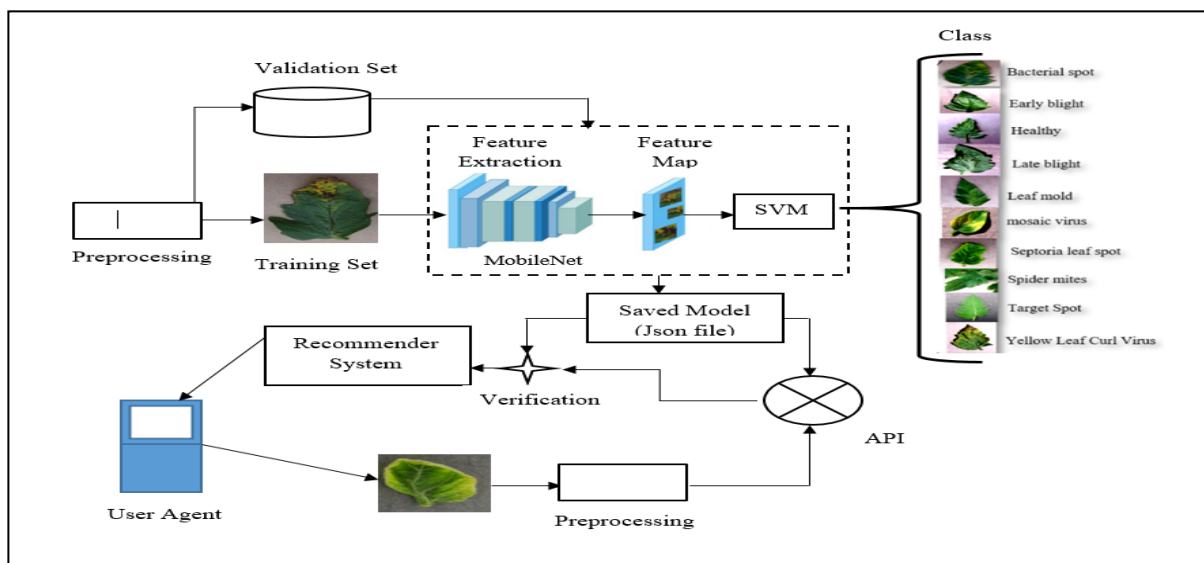 Class
Validation Set
Bacterial spot
Early blight
Healthy
Late blight
Leaf mold
mosaic virus
Septoria leaf spot
Spider mites
Target Spot
Yellow Leaf Curl Virus
Feature
Extraction
Feature
Map
SVM
MobileNet
Preprocessing
Training Set
Saved Model
(Json file)
Recommender
System
Verification
API
User Agent
Preprocessing